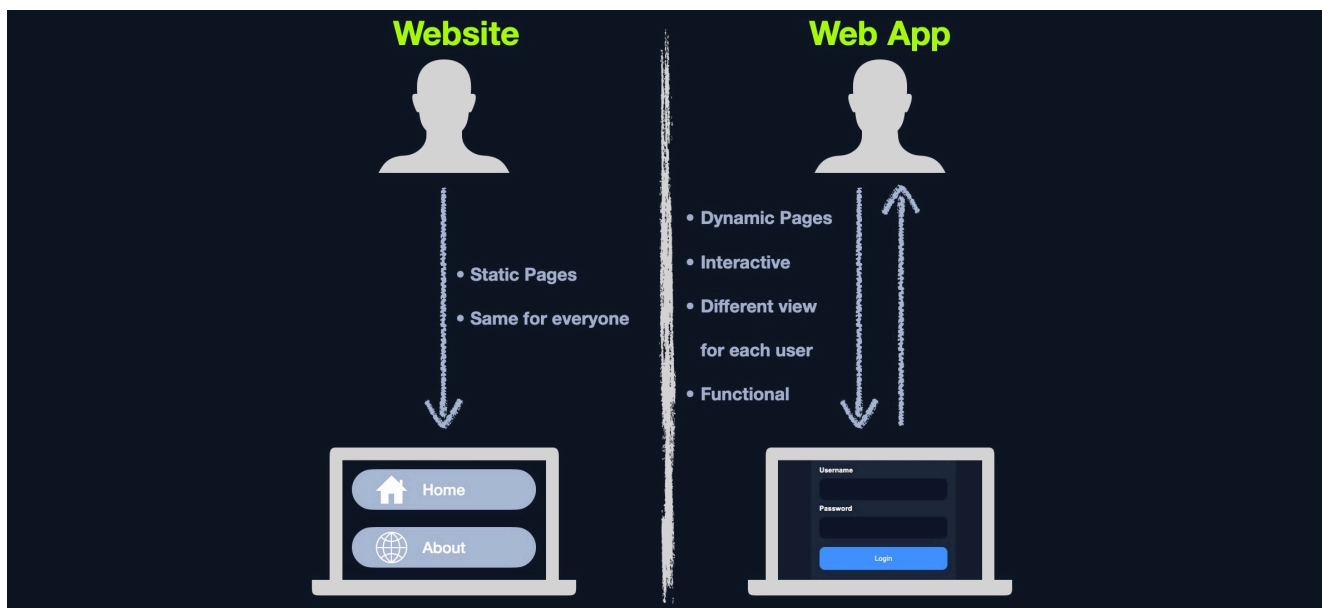 Website
• Static Pages
• Same for everyone
Home
About
Web App
• Dynamic Pages
• Interactive
• Different view
for each user
• Functional
Username
Password
Login